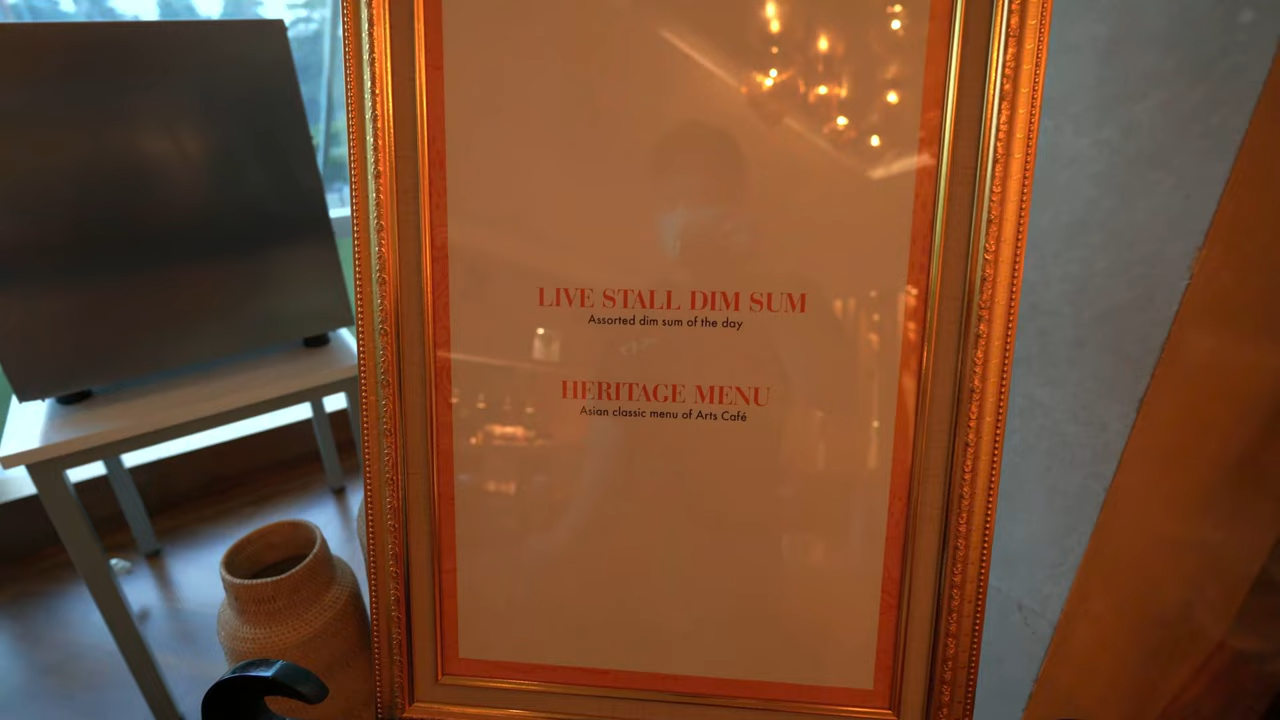 LIVE STALL DIM SUM
Assorted dim sum of the day
HERITAGE MENU
Asian classic menu of Arts Café